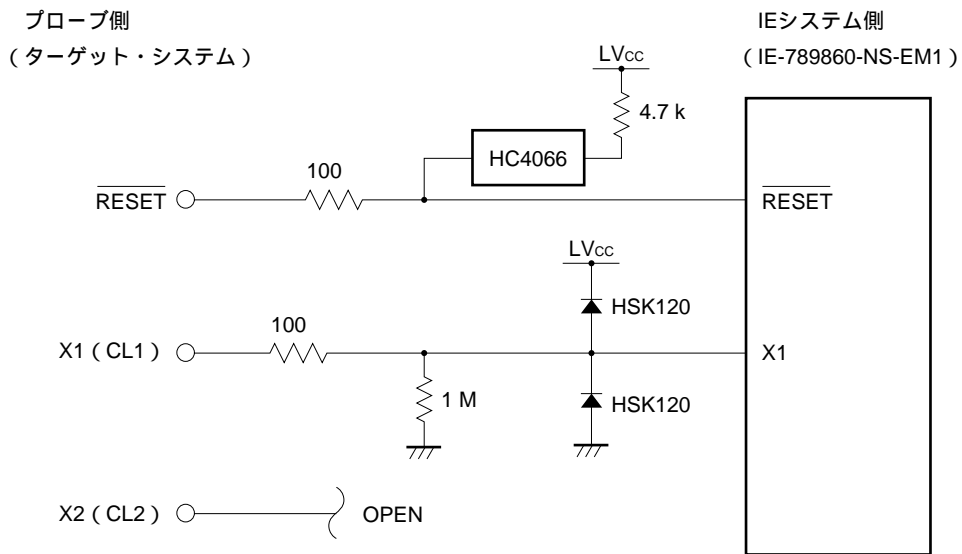 プローブ側
IEシステム側
（ターゲット・システム）
（IE-789860-NS-EM1）
LVCC
4.7 k
HC4066
100
RESET
RESET
LVCC
HSK120
100
X1（CL1）
X1
1 M
HSK120
X2（CL2）
OPEN